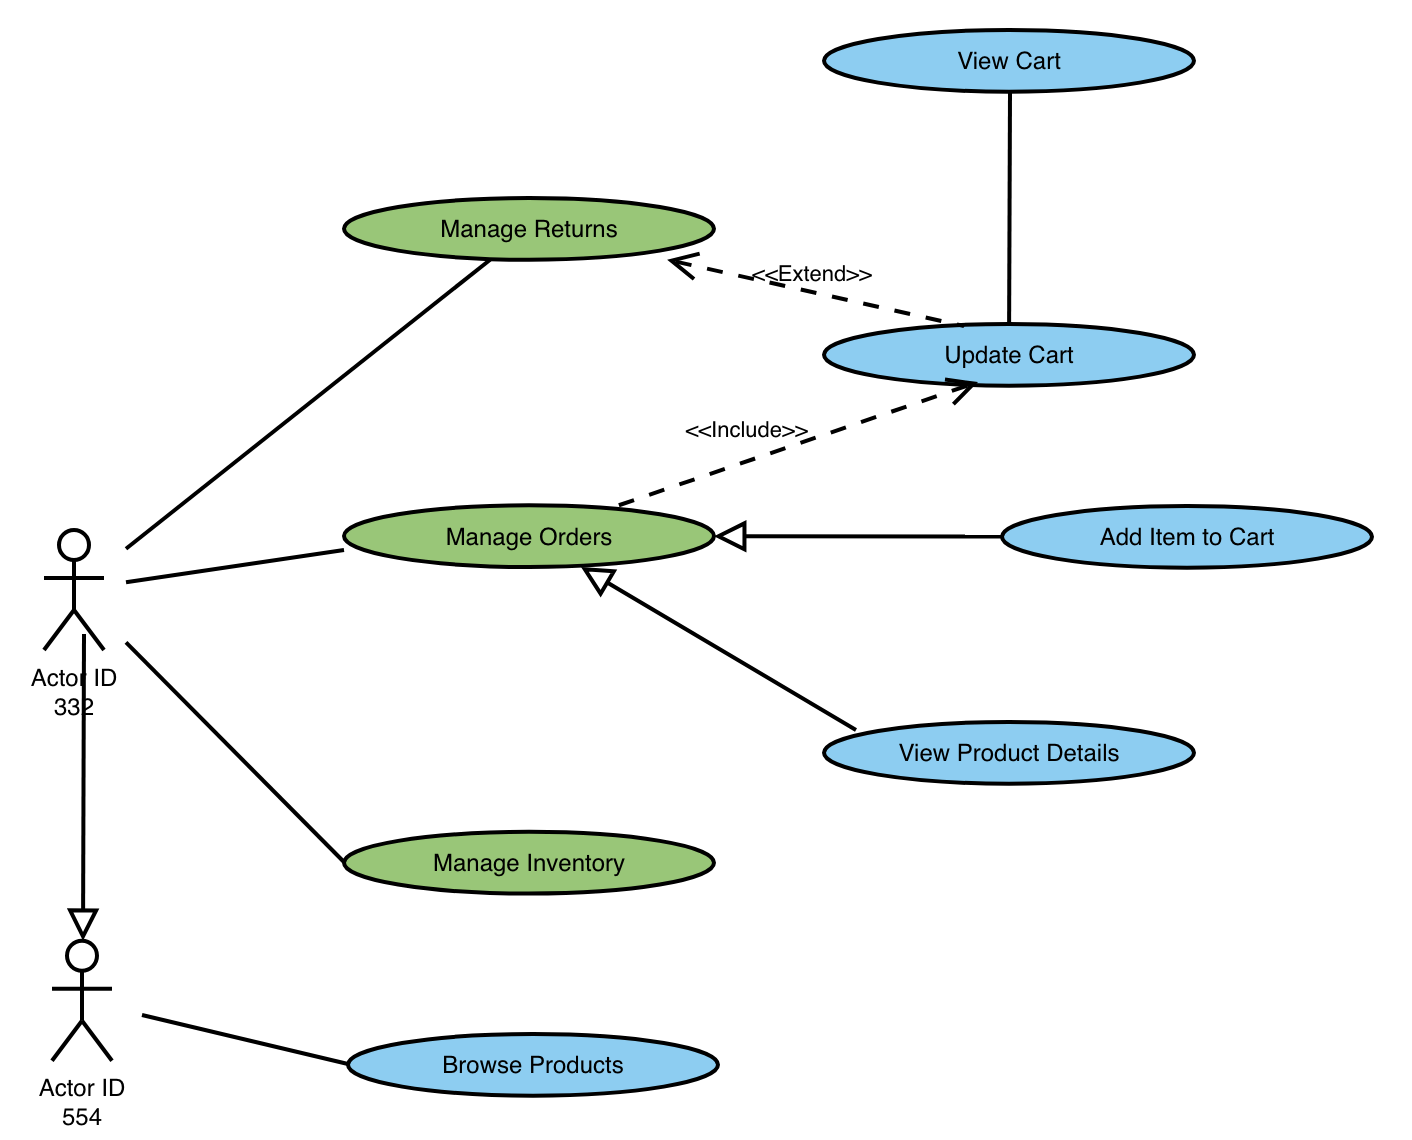 View Cart
Manage Returns
<<Extend>>
Update Cart
<<Include>>
Manage Orders
Add Item to Cart
Actor ID
332
View Product Details
Manage Inventory
Browse Products
Actor ID
554